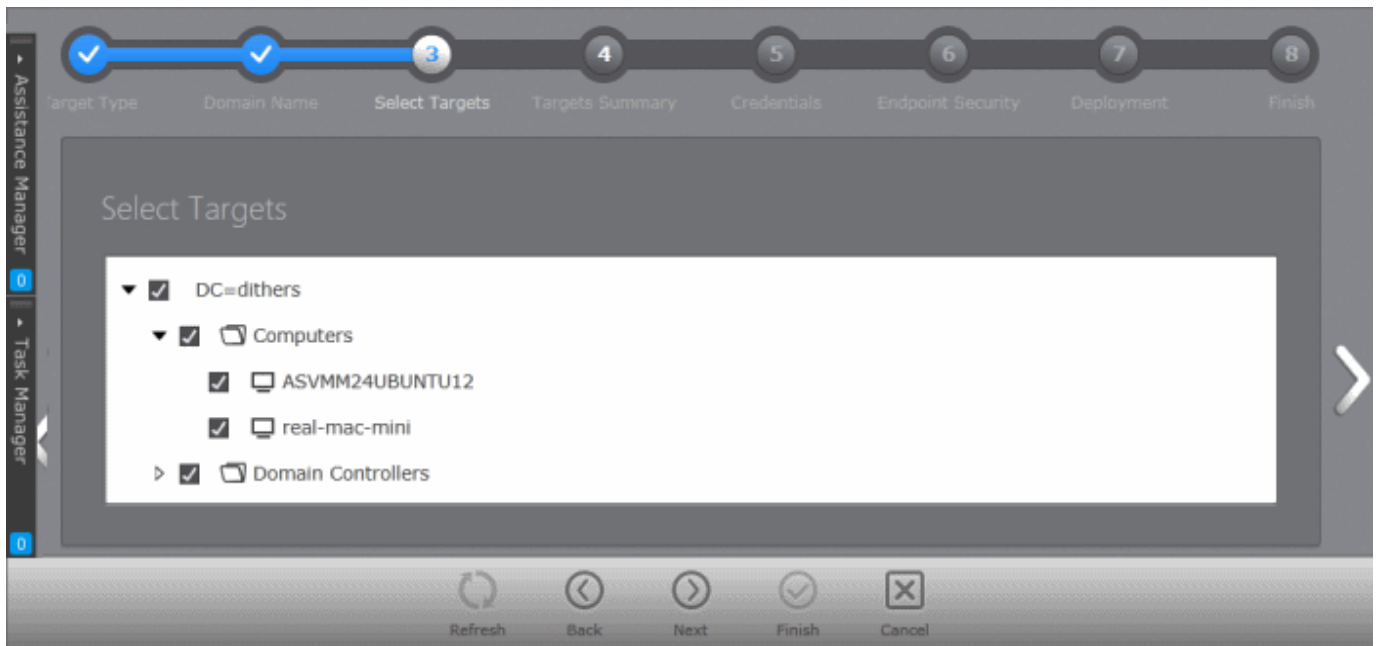 3 4 5 6 7 8
arget Type Domain Name Select Targets Targets Summary Credentials Endpoint Security Deployment Finish
Assistance Manager
0
Task Manager
0
Select Targets
DC=dithers
Computers
ASVMM24UBUNTU12
real-mac-mini
Domain Controllers
Refresh Back Next Finish Cancel